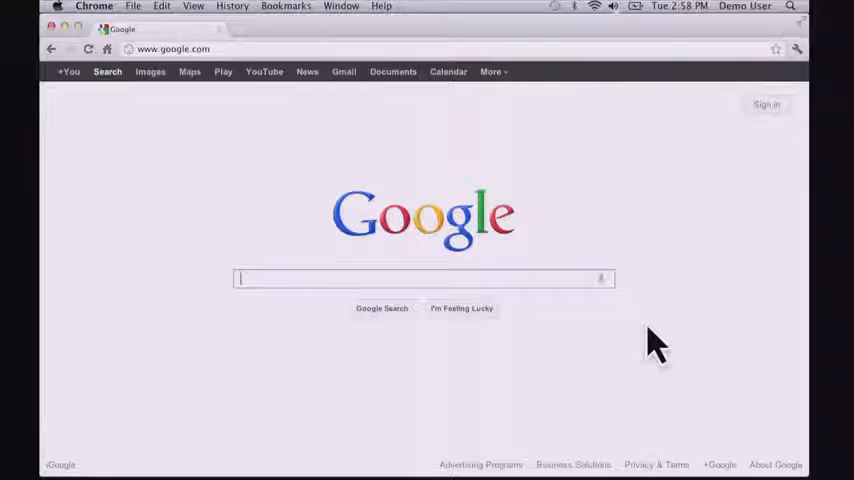 Chrome File Edit View History Bookmarks Window Help Tue 2:58 PM Demo User
Google
www.google.com
+You Search Images Maps Play YouTube News Gmail Documents Calendar More
Sign in
Google
Google Search I'm Feeling Lucky
iGoogle Advertising Programs Business Solutions Privacy & Terms +Google About Google